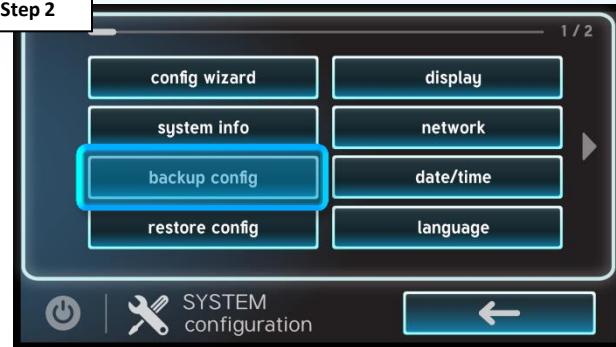 Step 2
1 / 2
config wizard
display
system info
network
backup config
date/time
restore config
language
SYSTEM
configuration